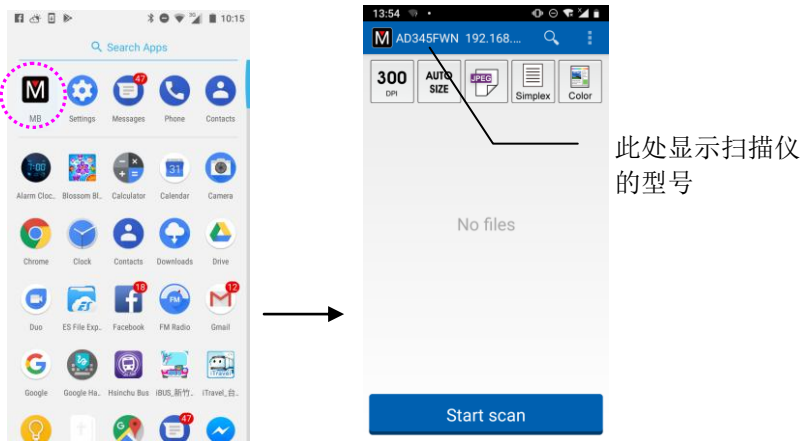 10:15
Search Apps
47
MB
Settings
Messages
Phone
Contacts
7:00
31
Alarm Cloc..
Blossom Bl..
Calculator
Calendar
Camera
Chrome
Clock
Contacts
Downloads
Drive
18
FM
12
Duo
ES File Exp..
Facebook
FM Radio
Gmail
Google
Google Ha..
Hsinchu Bus
iBUS_新竹..
iTravel_台..
47
13:54
AD345FWN 192.168....
300
DPI
AUTO
SIZE
JPEG
Simplex
Color
No files
Start scan
此处显示扫描仪
的型号